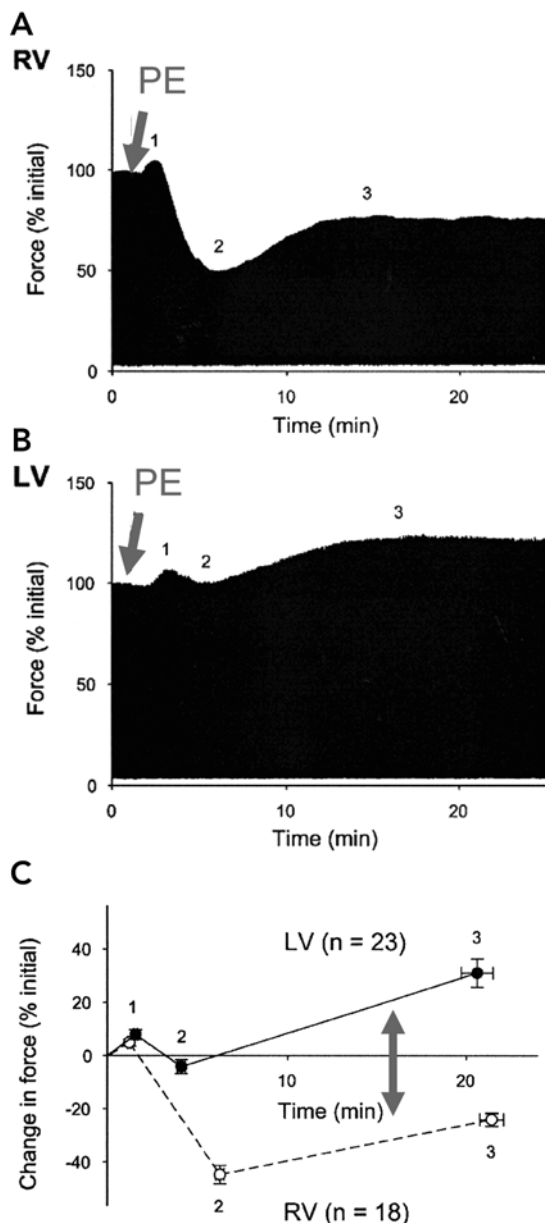 A
RV
150
PE
1
100
2
3
50
0
0
10
20
Force (% initial)
Time (min)
B
LV
150
PE
1
2
3
100
50
0
0
10
20
Force (% initial)
Time (min)
C
40
LV (n = 23)
3
20
1
2
0
10
20
Time (min)
-20
-40
2
3
RV (n = 18)
Change in force (% initial)